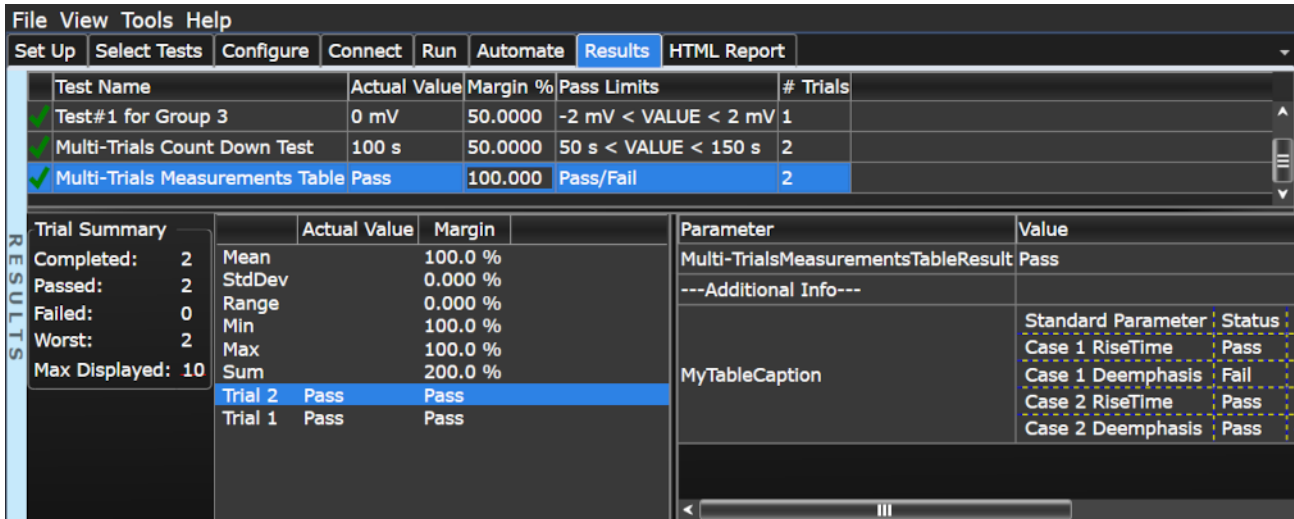 File View Tools Help
Set Up Select Tests Configure Connect Run Automate Results HTML Report
Test Name Actual Value Margin % Pass Limits # Trials
Test#1 for Group 3 0 mV 50.0000 -2 mV < VALUE < 2 mV 1
Multi-Trials Count Down Test 100 s 50.0000 50 s < VALUE < 150 s 2
Multi-Trials Measurements Table Pass 100.000 Pass/Fail 2
RESULTS
Trial Summary
Completed: 2
Passed: 2
Failed: 0
Worst: 2
Max Displayed: 10
Actual Value Margin
Mean 100.0 %
StdDev 0.000 %
Range 0.000 %
Min 100.0 %
Max 100.0 %
Sum 200.0 %
Trial 2 Pass Pass
Trial 1 Pass Pass
Parameter Value
Multi-TrialsMeasurementsTableResult Pass
---Additional Info---
MyTableCaption
Standard Parameter Status
Case 1 RiseTime Pass
Case 1 Deemphasis Fail
Case 2 RiseTime Pass
Case 2 Deemphasis Pass